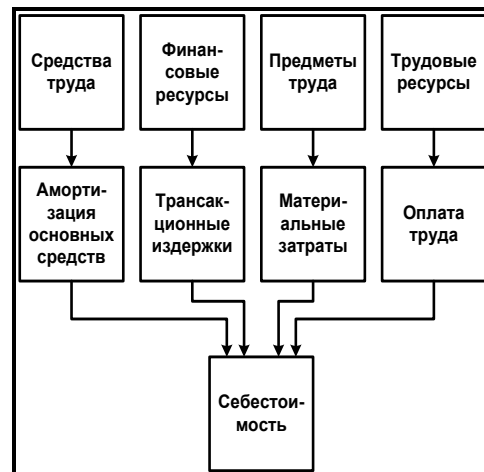 Средства
труда
Финан-
совые
ресурсы
Предметы
труда
Трудовые
ресурсы
Аморти-
зация
основных
средств
Трансак-
ционные
издержки
Матери-
альные
затраты
Оплата
труда
Себестои-
мость